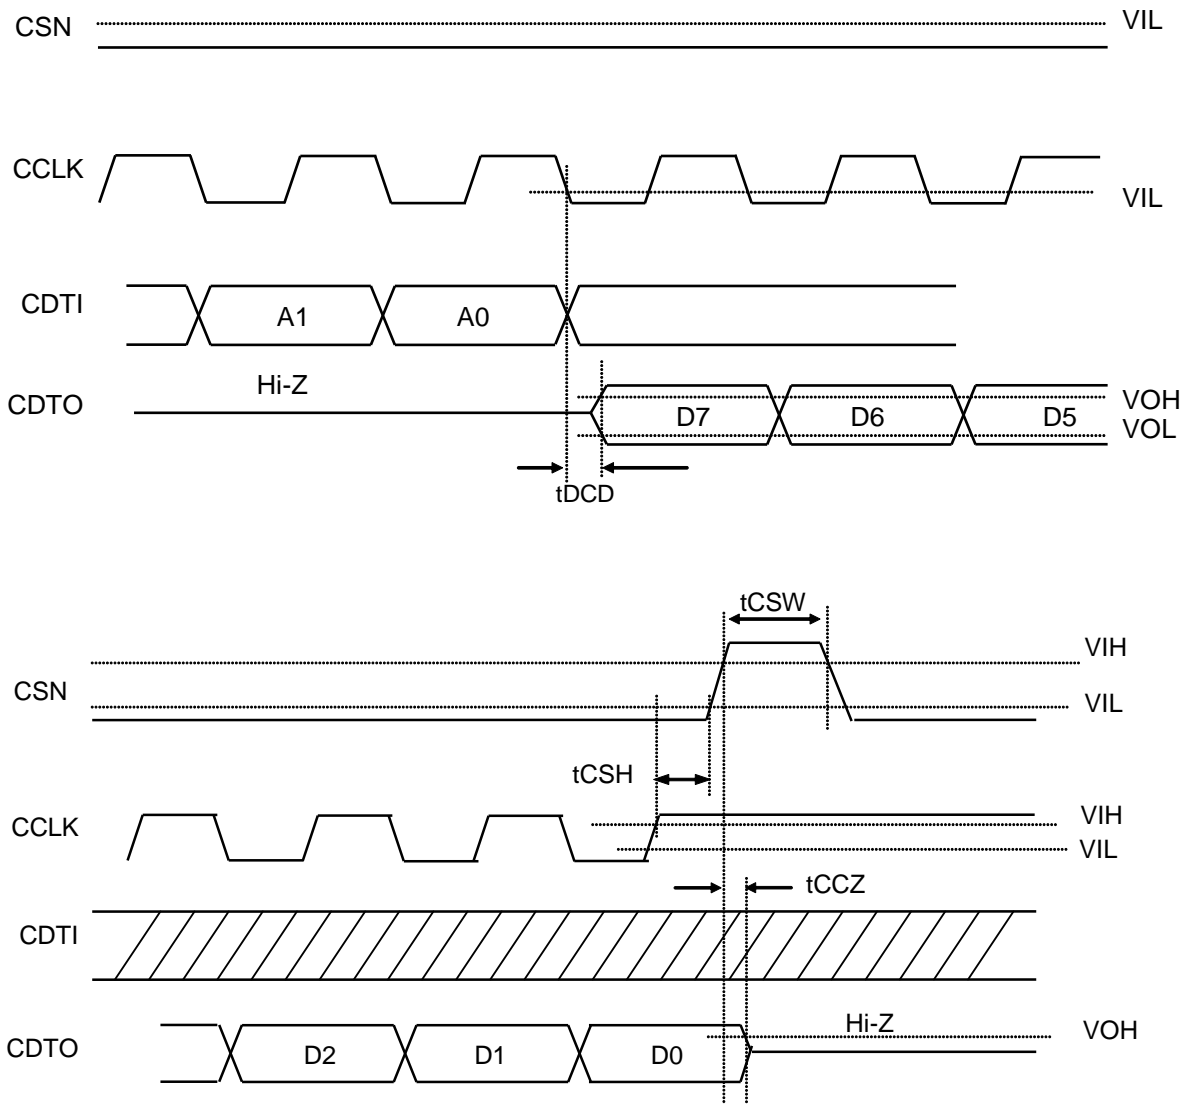 CSN
VIL
CCLK
VIL
CDTI
A1
A0
Hi-Z
CDTO
D7
D6
D5
VOH
VOL
tDCD
tCSW
VIH
CSN
VIL
tCSH
CCLK
VIH
VIL
tCCZ
CDTI
Hi-Z
VOH
CDTO
D2
D1
D0